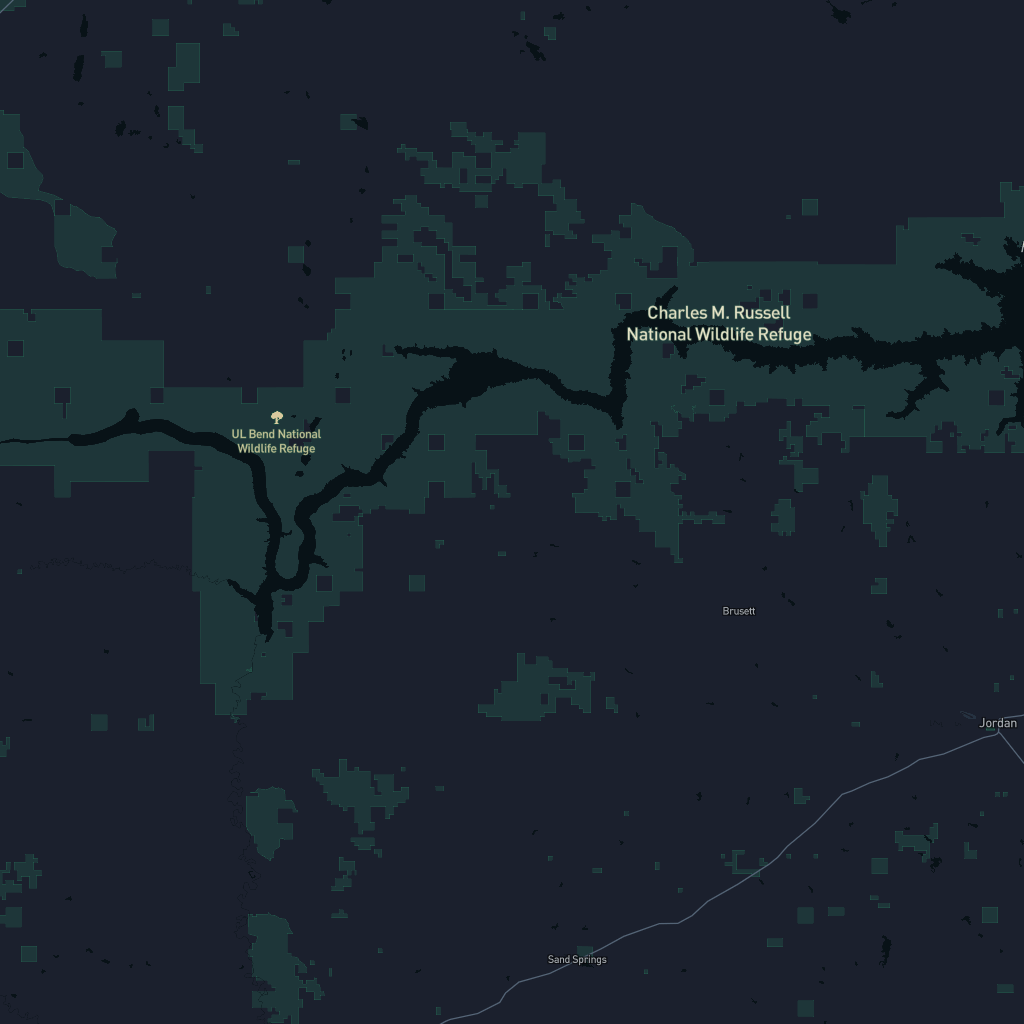 Charles M. Russell
National Wildlife Refuge
UL Bend National
Wildlife Refuge
Brusett
Jordan
Sand Springs